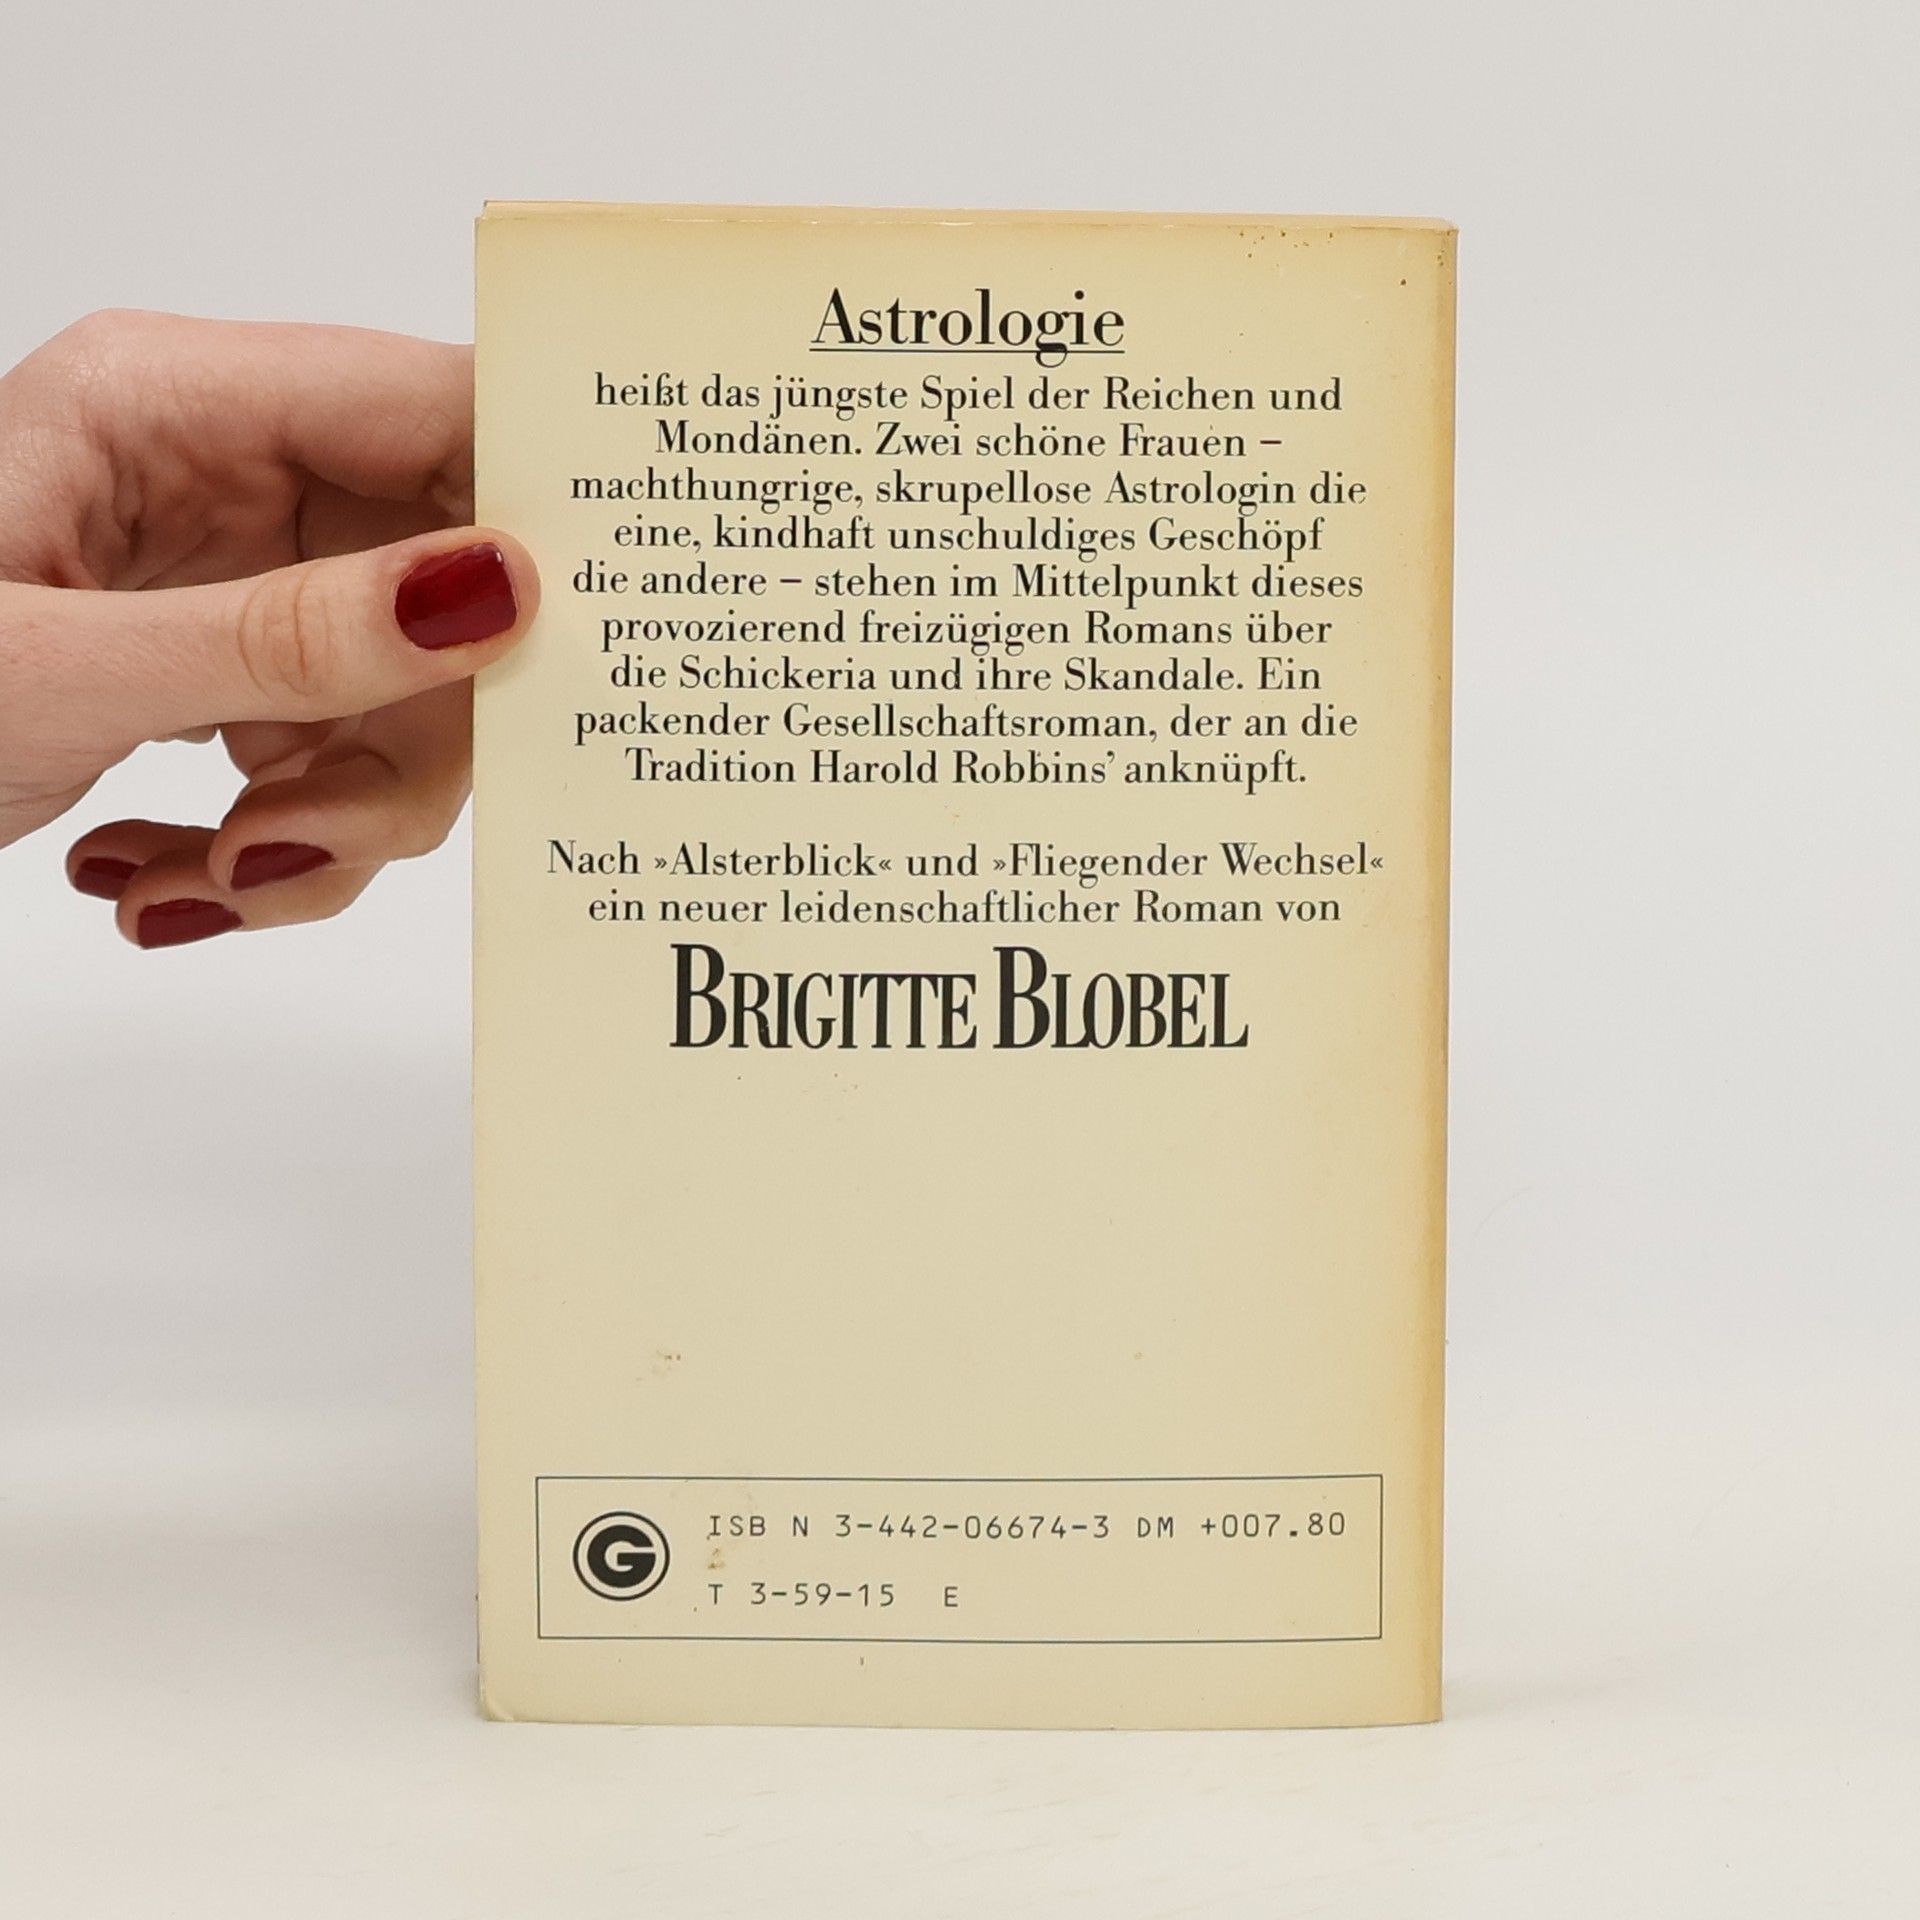 Astrologie
heißt das jüngste Spiel der Reichen und
Mondänen. Zwei schöne Frauen –
machthungrige, skrupellose Astrologin die
eine, kindhaft unschuldiges Geschöpf
die andere – stehen im Mittelpunkt dieses
provozierend freizügigen Romans über
die Schickeria und ihre Skandale. Ein
packender Gesellschaftsroman, der an die
Tradition Harold Robbins’ anknüpft.
Nach »Alsterblick« und »Fliegender Wechsel«
ein neuer leidenschaftlicher Roman von
BRIGITTE BLOBEL
G
ISB N 3-442-06674-3 DM +007.80
T 3-59-15 E